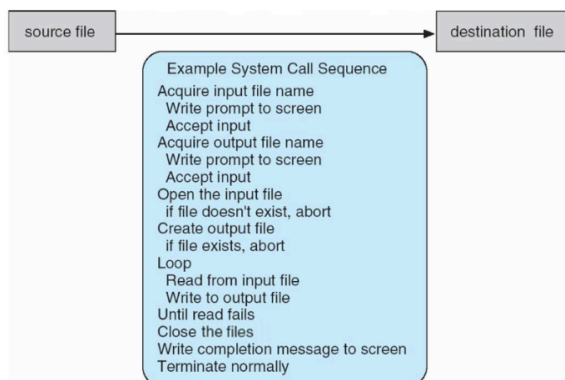 source file
destination file
Example System Call Sequence
Acquire input file name
Write prompt to screen
Accept input
Acquire output file name
Write prompt to screen
Accept input
Open the input file
if file doesn't exist, abort
Create output file
if file exists, abort
Loop
Read from input file
Write to output file
Until read fails
Close the files
Write completion message to screen
Terminate normally